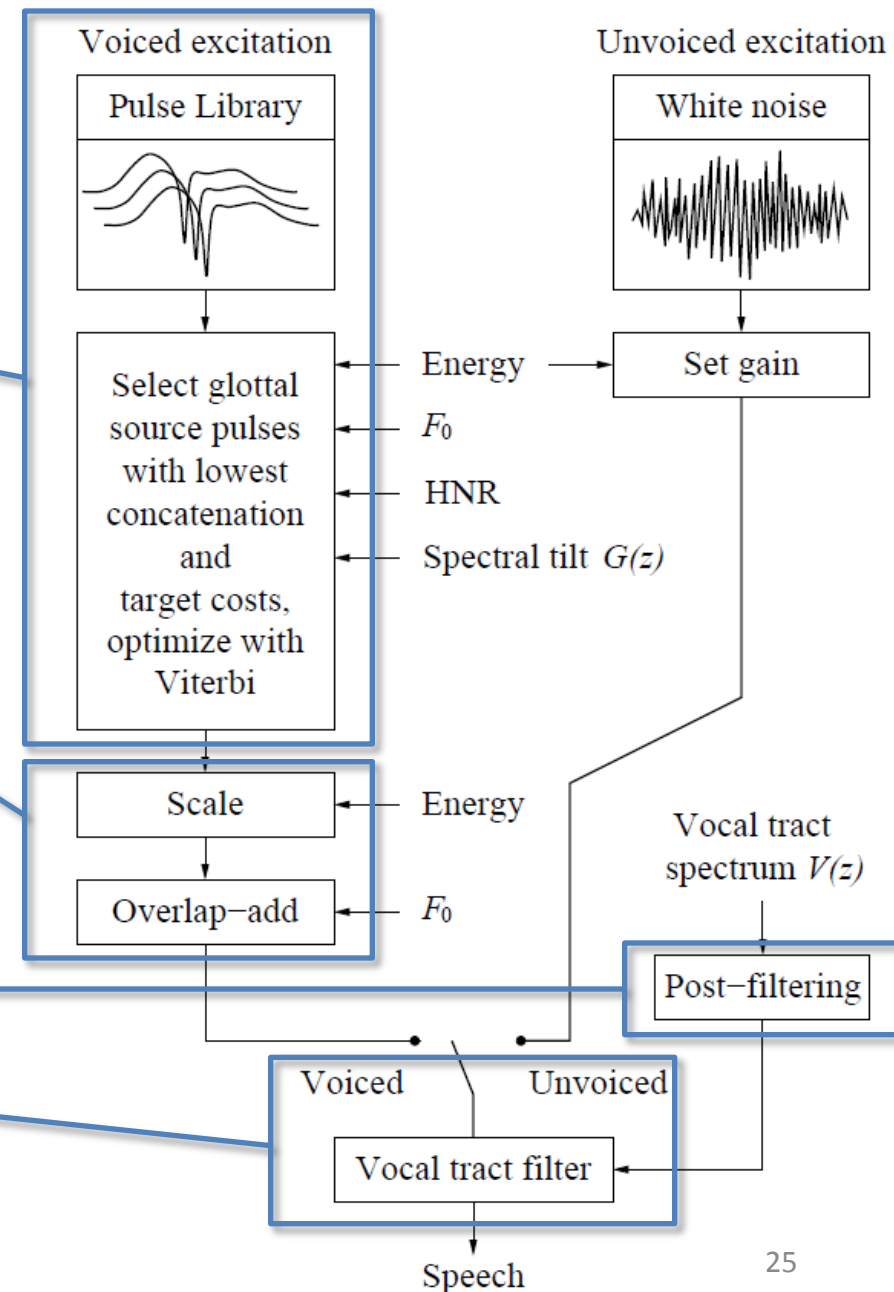 Voiced excitation
Unvoiced excitation
Pulse Library
White noise
Select glottal
source pulses
with lowest
concatenation
and
target costs,
optimize with
Viterbi
Energy
F₀
HNR
Spectral tilt G(z)
Set gain
Scale
Energy
Overlap−add
F₀
Vocal tract
spectrum V(z)
Post−filtering
Voiced
Unvoiced
Vocal tract filter
Speech
25